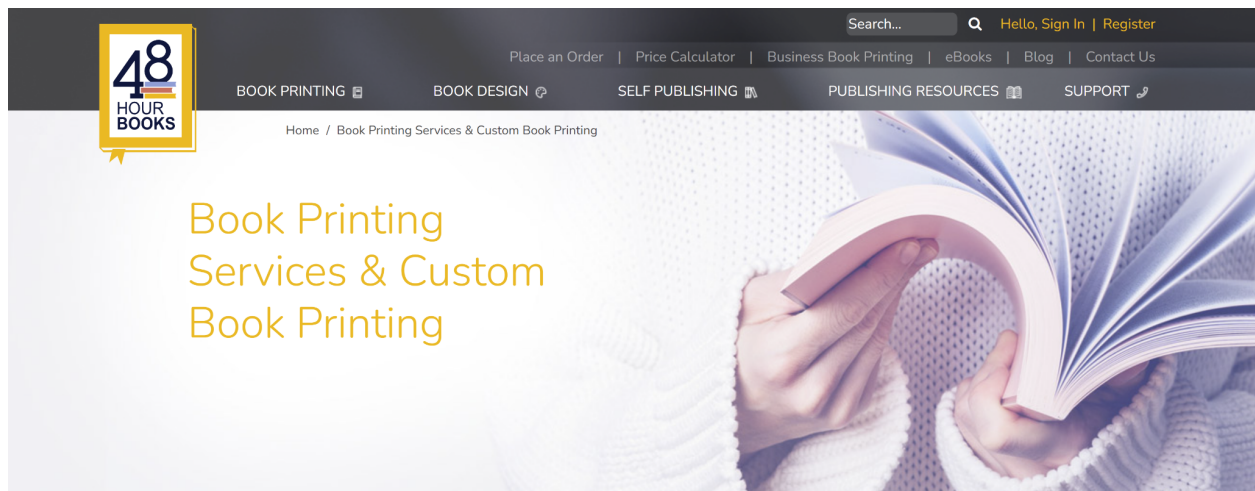 Search...
Hello, Sign In | Register
Place an Order | Price Calculator | Business Book Printing | eBooks | Blog | Contact Us
48
HOUR
BOOKS
BOOK PRINTING
BOOK DESIGN
SELF PUBLISHING
PUBLISHING RESOURCES
SUPPORT
Home / Book Printing Services & Custom Book Printing
Book Printing
Services & Custom
Book Printing